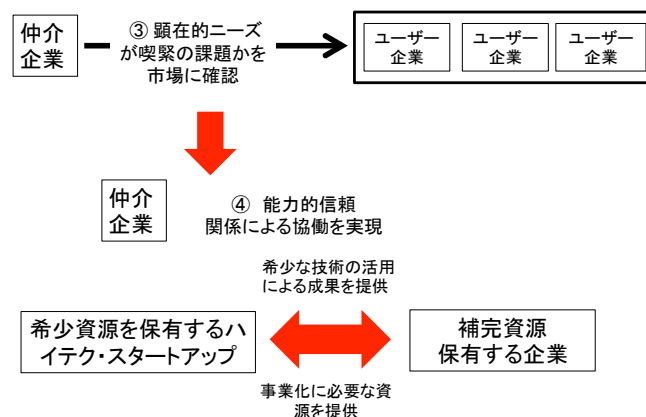 仲介
企業
③ 顕在的ニーズ
が喫緊の課題かを
市場に確認
ユーザー
企業
ユーザー
企業
ユーザー
企業
仲介
企業
④ 能力的信頼
関係による協働を実現
希少な技術の活用
による成果を提供
希少資源を保有するハ
イテク・スタートアップ
補完資源
保有する企業
事業化に必要な資
源を提供